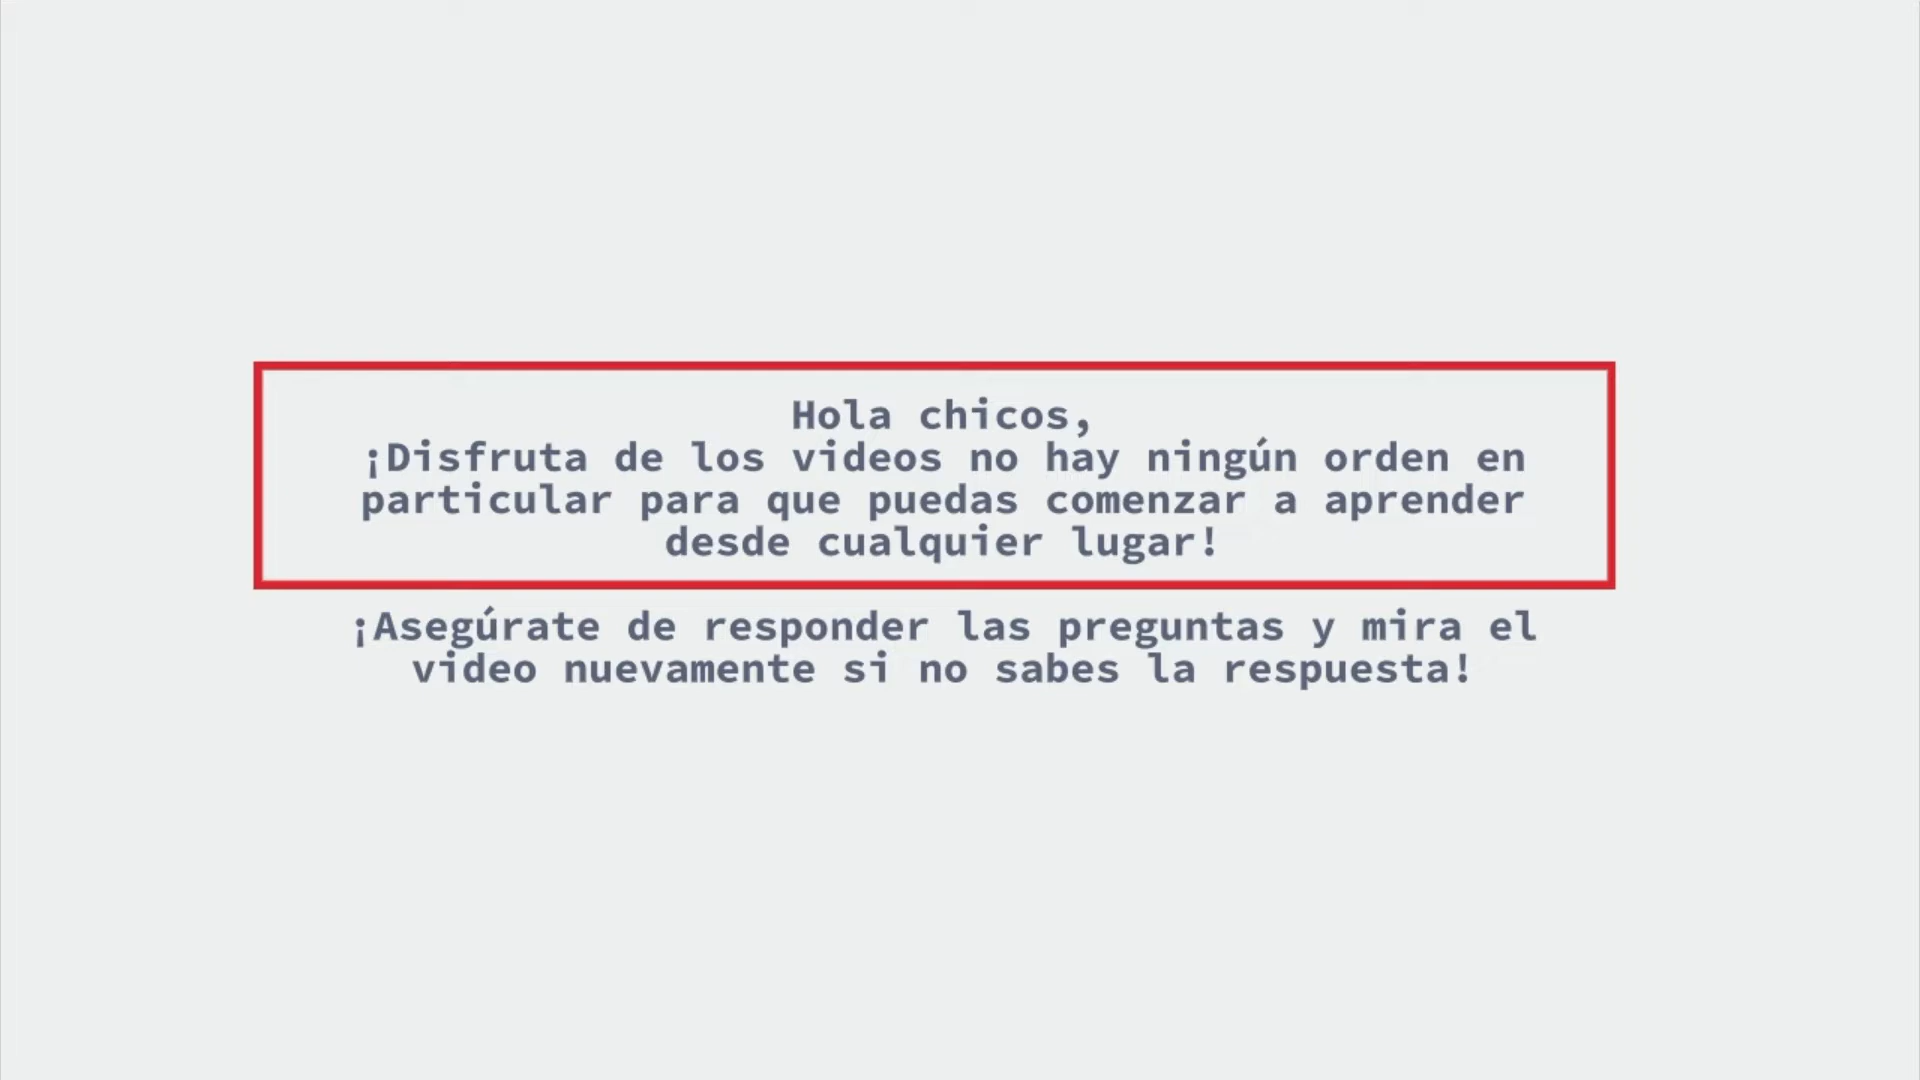 Hola chicos,
¡Disfruta de los videos no hay ningún orden en
particular para que puedas comenzar a aprender
desde cualquier lugar!
¡Asegúrate de responder las preguntas y mira el
video nuevamente si no sabes la respuesta!